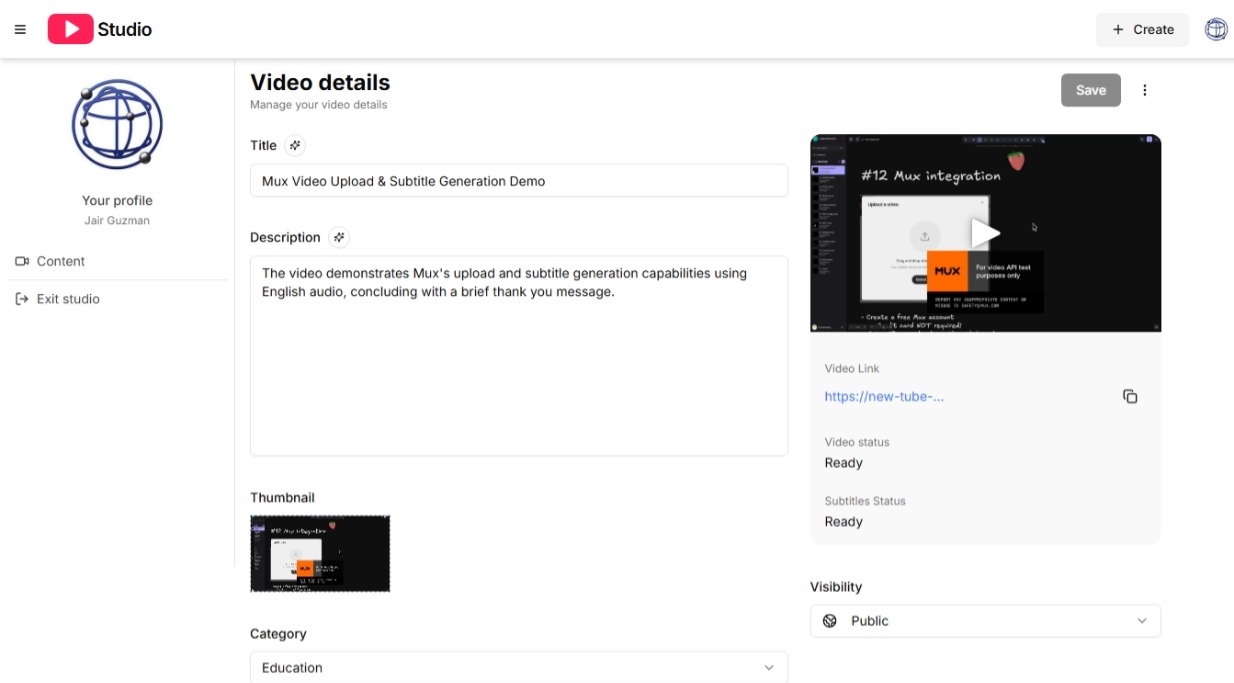 Studio
+ Create
Your profile
Jair Guzman
Content
Exit studio
Video details
Manage your video details
Save
Title
Mux Video Upload & Subtitle Generation Demo
Description
The video demonstrates Mux's upload and subtitle generation capabilities using
English audio, concluding with a brief thank you message.
Thumbnail
#12 Mux integration
MUX
Category
Education
#12 Mux integration
Upload a video
MUX
For video API test
purposes only
REPORT ANY INAPPROPRIATE CONTENT OR
MISUSE TO SAFETY@MUX.COM
- Create a free Mux account
card NOT required!
Video Link
https://new-tube-...
Video status
Ready
Subtitles Status
Ready
Visibility
Public